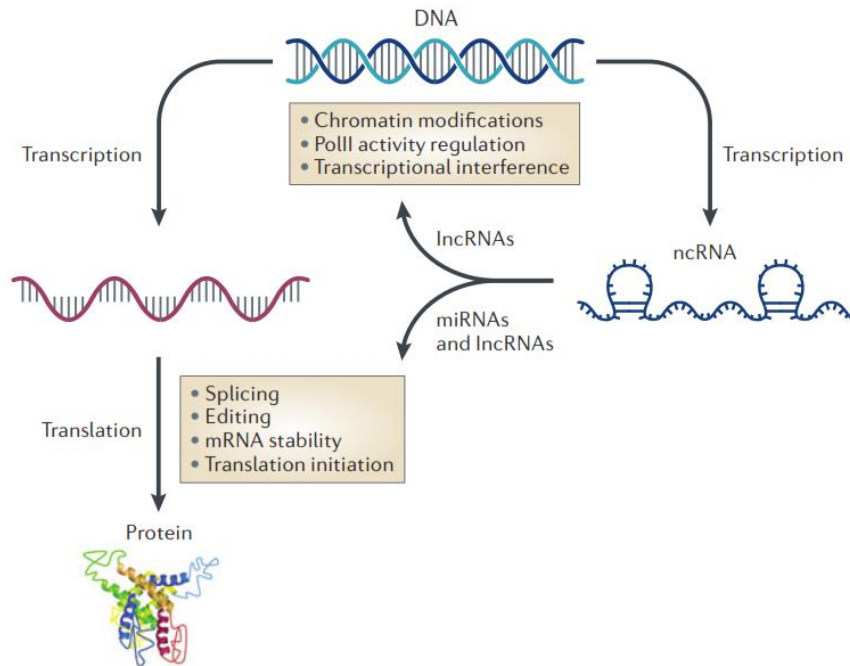 DNA
• Chromatin modifications
• PolII activity regulation
• Transcriptional interference
Transcription
Transcription
lncRNAs
ncRNA
miRNAs
and lncRNAs
• Splicing
• Editing
• mRNA stability
• Translation initiation
Translation
Protein